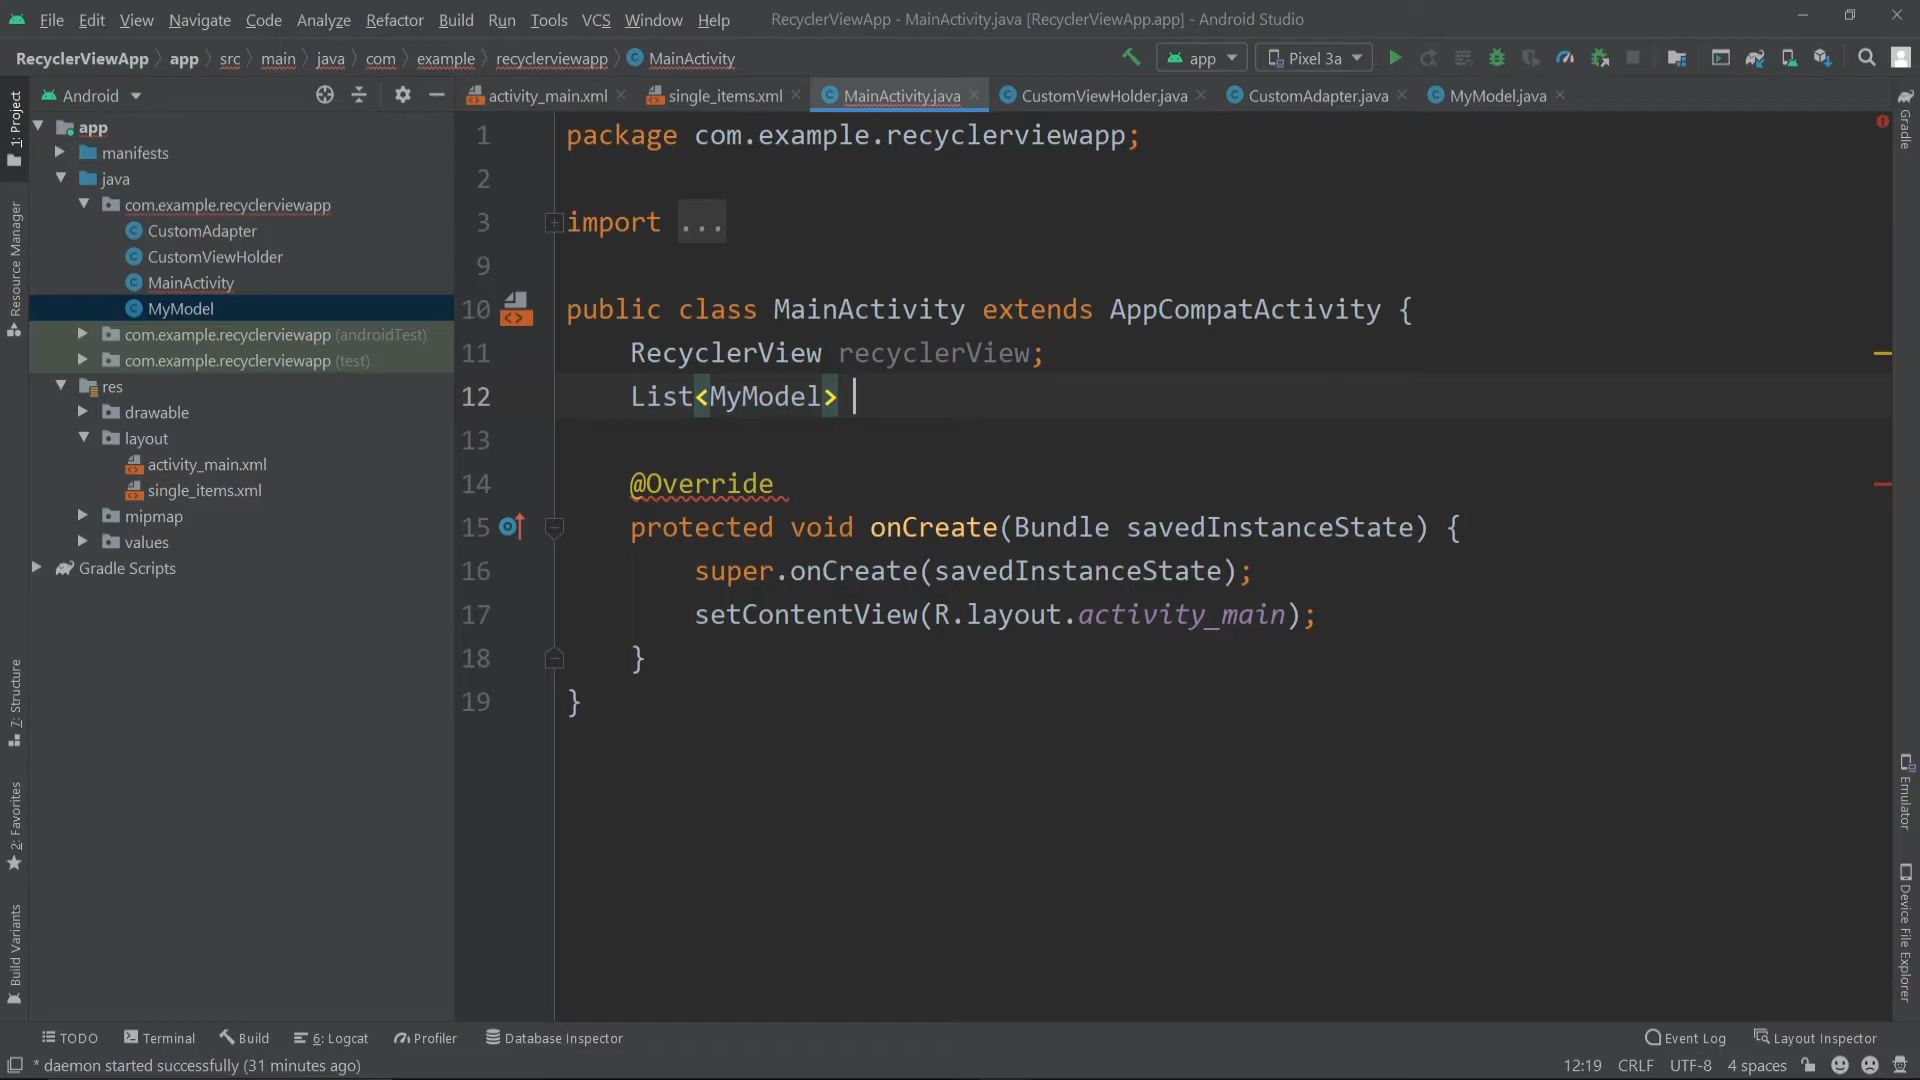 File Edit View Navigate Code Analyze Refactor Build Run Tools VCS Window Help RecyclerViewApp - MainActivity.java [RecyclerViewApp.app] - Android Studio
RecyclerViewApp app src main java com example recyclerviewapp MainActivity app Pixel 3a
Android
activity_main.xml single_items.xml MainActivity.java CustomViewHolder.java CustomAdapter.java MyModel.java
1: Project
Resource Manager
7: Structure
2: Favorites
Build Variants
app
manifests
java
com.example.recyclerviewapp
CustomAdapter
CustomViewHolder
MainActivity
MyModel
com.example.recyclerviewapp (androidTest)
com.example.recyclerviewapp (test)
res
drawable
layout
activity_main.xml
single_items.xml
mipmap
values
Gradle Scripts
1 package com.example.recyclerviewapp;
2
3 import ...
9
10 public class MainActivity extends AppCompatActivity {
11 RecyclerView recyclerView;
12 List<MyModel>
13
14 @Override
15 protected void onCreate(Bundle savedInstanceState) {
16 super.onCreate(savedInstanceState);
17 setContentView(R.layout.activity_main);
18 }
19 }
Gradle
Emulator
Device File Explorer
TODO Terminal Build 6: Logcat Profiler Database Inspector Event Log Layout Inspector
* daemon started successfully (31 minutes ago) 12:19 CRLF UTF-8 4 spaces